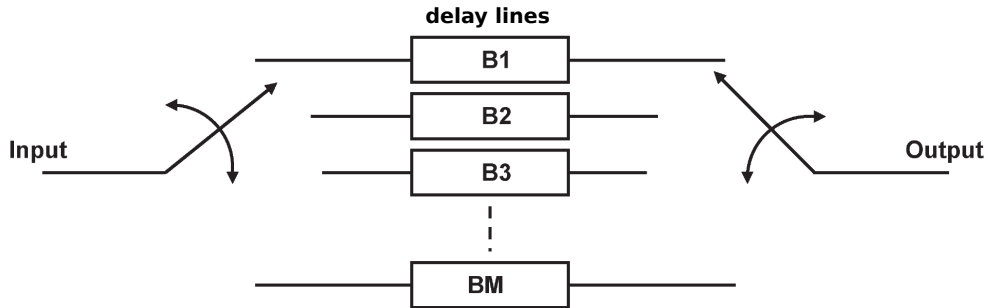 delay lines
B1
B2
Input
Output
B3
BM